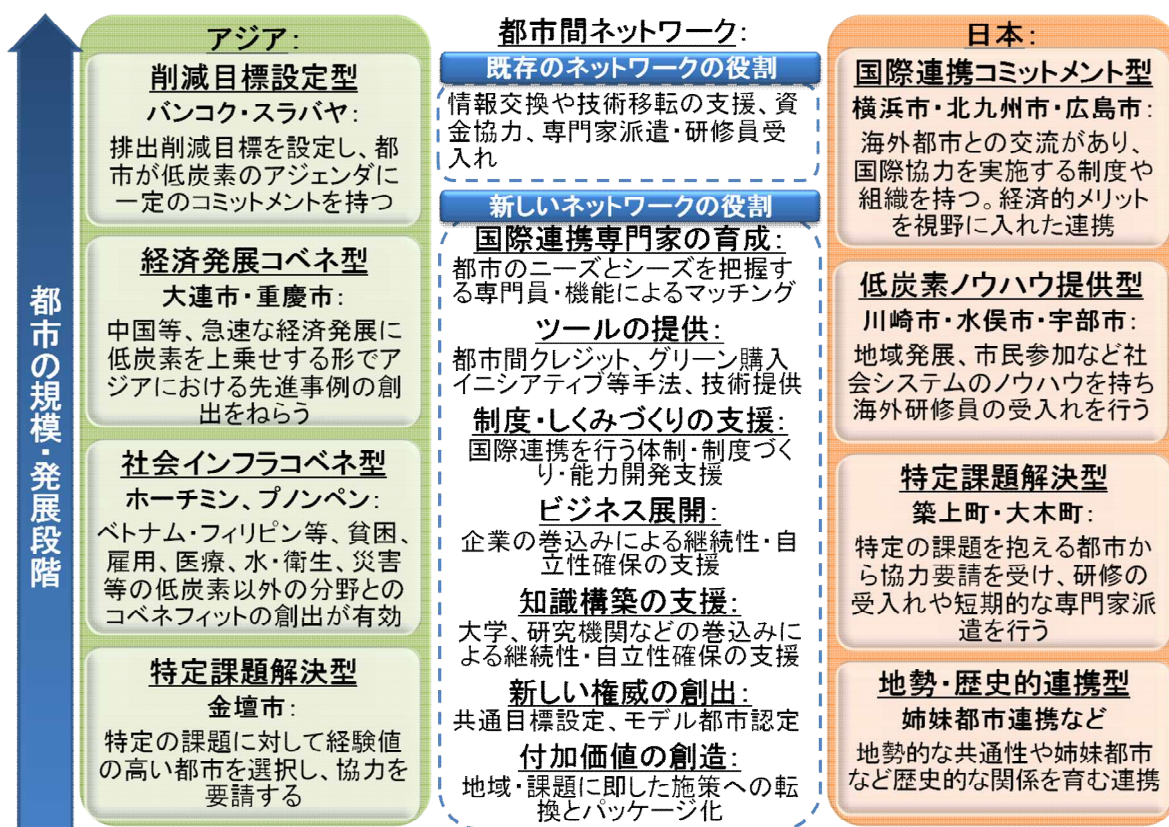 都市の規模・発展段階
アジア:
削減目標設定型
バンコク・スラバヤ:
排出削減目標を設定し、都
市が低炭素のアジェンダに
一定のコミットメントを持つ
経済発展コベネ型
大連市・重慶市:
中国等、急速な経済発展に
低炭素を上乗せする形でア
ジアにおける先進事例の創
出をねらう
社会インフラコベネ型
ホーチミン、プノンペン:
ベトナム・フィリピン等、貧困、
雇用、医療、水・衛生、災害
等の低炭素以外の分野との
コベネフィットの創出が有効
特定課題解決型
金壇市:
特定の課題に対して経験値
の高い都市を選択し、協力を
要請する
都市間ネットワーク:
既存のネットワークの役割
情報交換や技術移転の支援、資
金協力、専門家派遣・研修員受
入れ
新しいネットワークの役割
国際連携専門家の育成:
都市のニーズとシーズを把握す
る専門員・機能によるマッチング
ツールの提供:
都市間クレジット、グリーン購入
イニシアティブ等手法、技術提供
制度・しくみづくりの支援:
国際連携を行う体制・制度づく
り・能力開発支援
ビジネス展開:
企業の巻込みによる継続性・自
立性確保の支援
知識構築の支援:
大学、研究機関などの巻込みに
よる継続性・自立性確保の支援
新しい権威の創出:
共通目標設定、モデル都市認定
付加価値の創造:
地域・課題に即した施策への転
換とパッケージ化
日本:
国際連携コミットメント型
横浜市・北九州市・広島市:
海外都市との交流があり、
国際協力を実施する制度や
組織を持つ。経済的メリット
を視野に入れた連携
低炭素ノウハウ提供型
川崎市・水俣市・宇部市:
地域発展、市民参加など社
会システムのノウハウを持ち
海外研修員の受入れを行う
特定課題解決型
築上町・大木町:
特定の課題を抱える都市か
ら協力要請を受け、研修の
受入れや短期的な専門家派
遣を行う
地勢・歴史的連携型
姉妹都市連携など
地勢的な共通性や姉妹都市
など歴史的な関係を育む連携